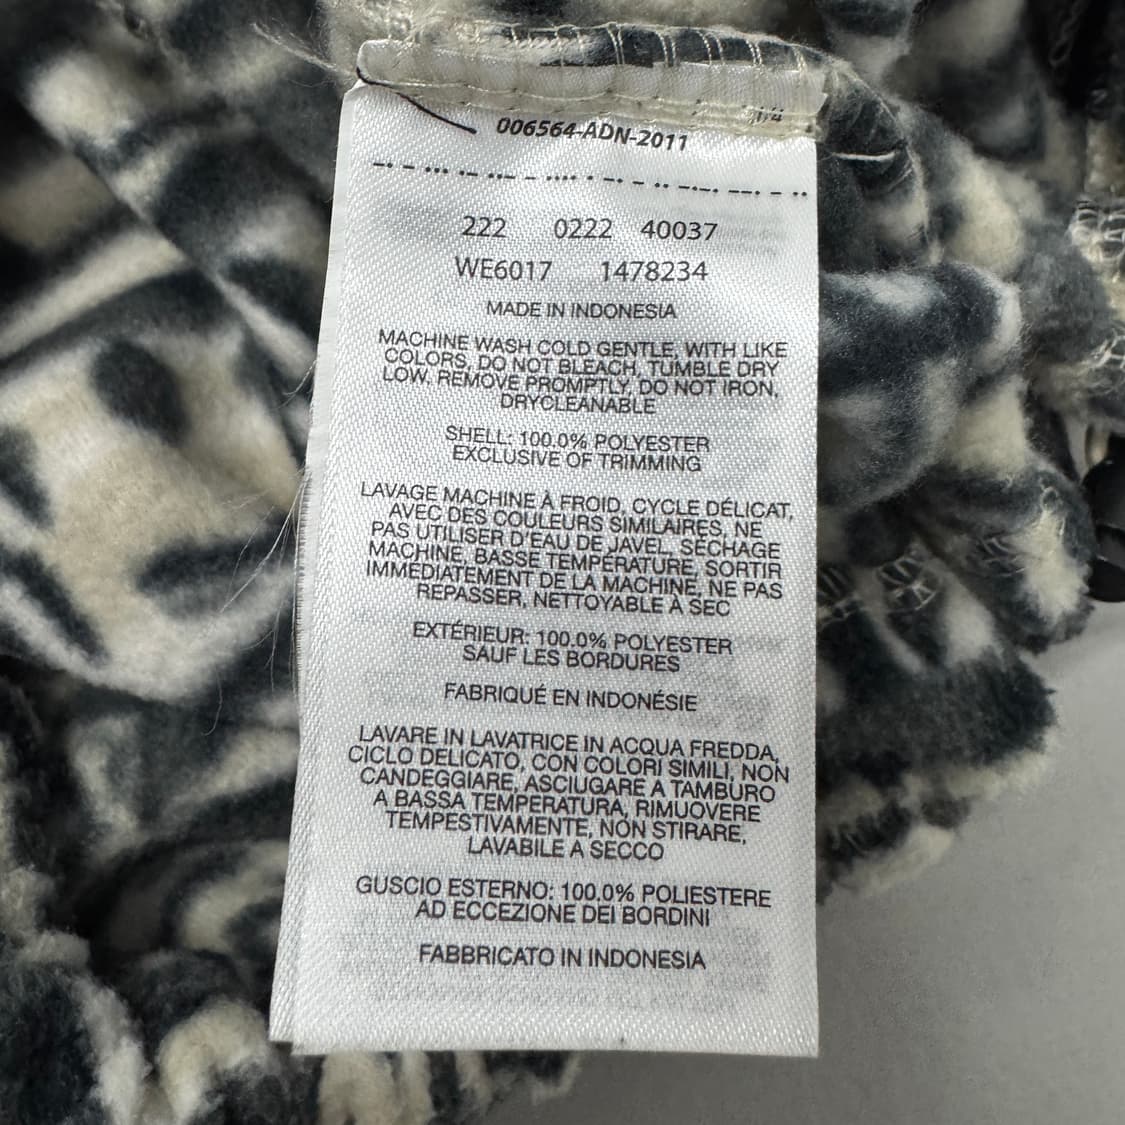 006564-ADN-2011
222 0222 40037
WE6017 1478234
MADE IN INDONESIA
MACHINE WASH COLD GENTLE, WITH LIKE
COLORS, DO NOT BLEACH, TUMBLE DRY
LOW. REMOVE PROMPTLY, DO NOT IRON,
DRYCLEANABLE
SHELL: 100.0% POLYESTER
EXCLUSIVE OF TRIMMING
LAVAGE MACHINE À FROID, CYCLE DÉLICAT,
AVEC DES COULEURS SIMILAIRES, NE
PAS UTILISER D'EAU DE JAVEL, SÉCHAGE
MACHINE, BASSE TEMPÉRATURE, SORTIR
IMMÉDIATEMENT DE LA MACHINE, NE PAS
REPASSER, NETTOYABLE À SEC
EXTÉRIEUR: 100.0% POLYESTER
SAUF LES BORDURES
FABRIQUÉ EN INDONÉSIE
LAVARE IN LAVATRICE IN ACQUA FREDDA,
CICLO DELICATO, CON COLORI SIMILI, NON
CANDEGGIARE, ASCIUGARE A TAMBURO
A BASSA TEMPERATURA, RIMUOVERE
TEMPESTIVAMENTE, NON STIRARE,
LAVABILE A SECCO
GUSCIO ESTERNO: 100.0% POLIESTERE
AD ECCEZIONE DEI BORDINI
FABBRICATO IN INDONESIA